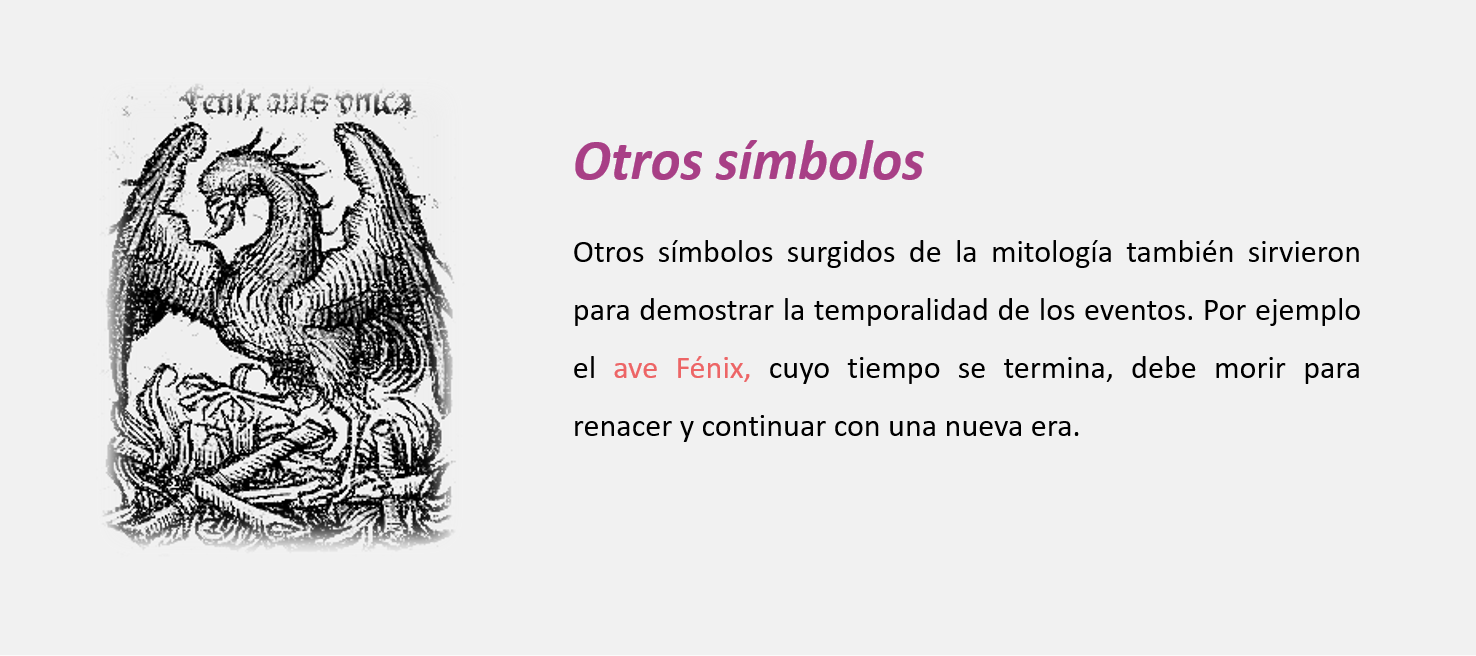 Fenix auis vnica
Otros símbolos
Otros símbolos surgidos de la mitología también sirvieron
para demostrar la temporalidad de los eventos. Por ejemplo
el ave Fénix, cuyo tiempo se termina, debe morir para
renacer y continuar con una nueva era.